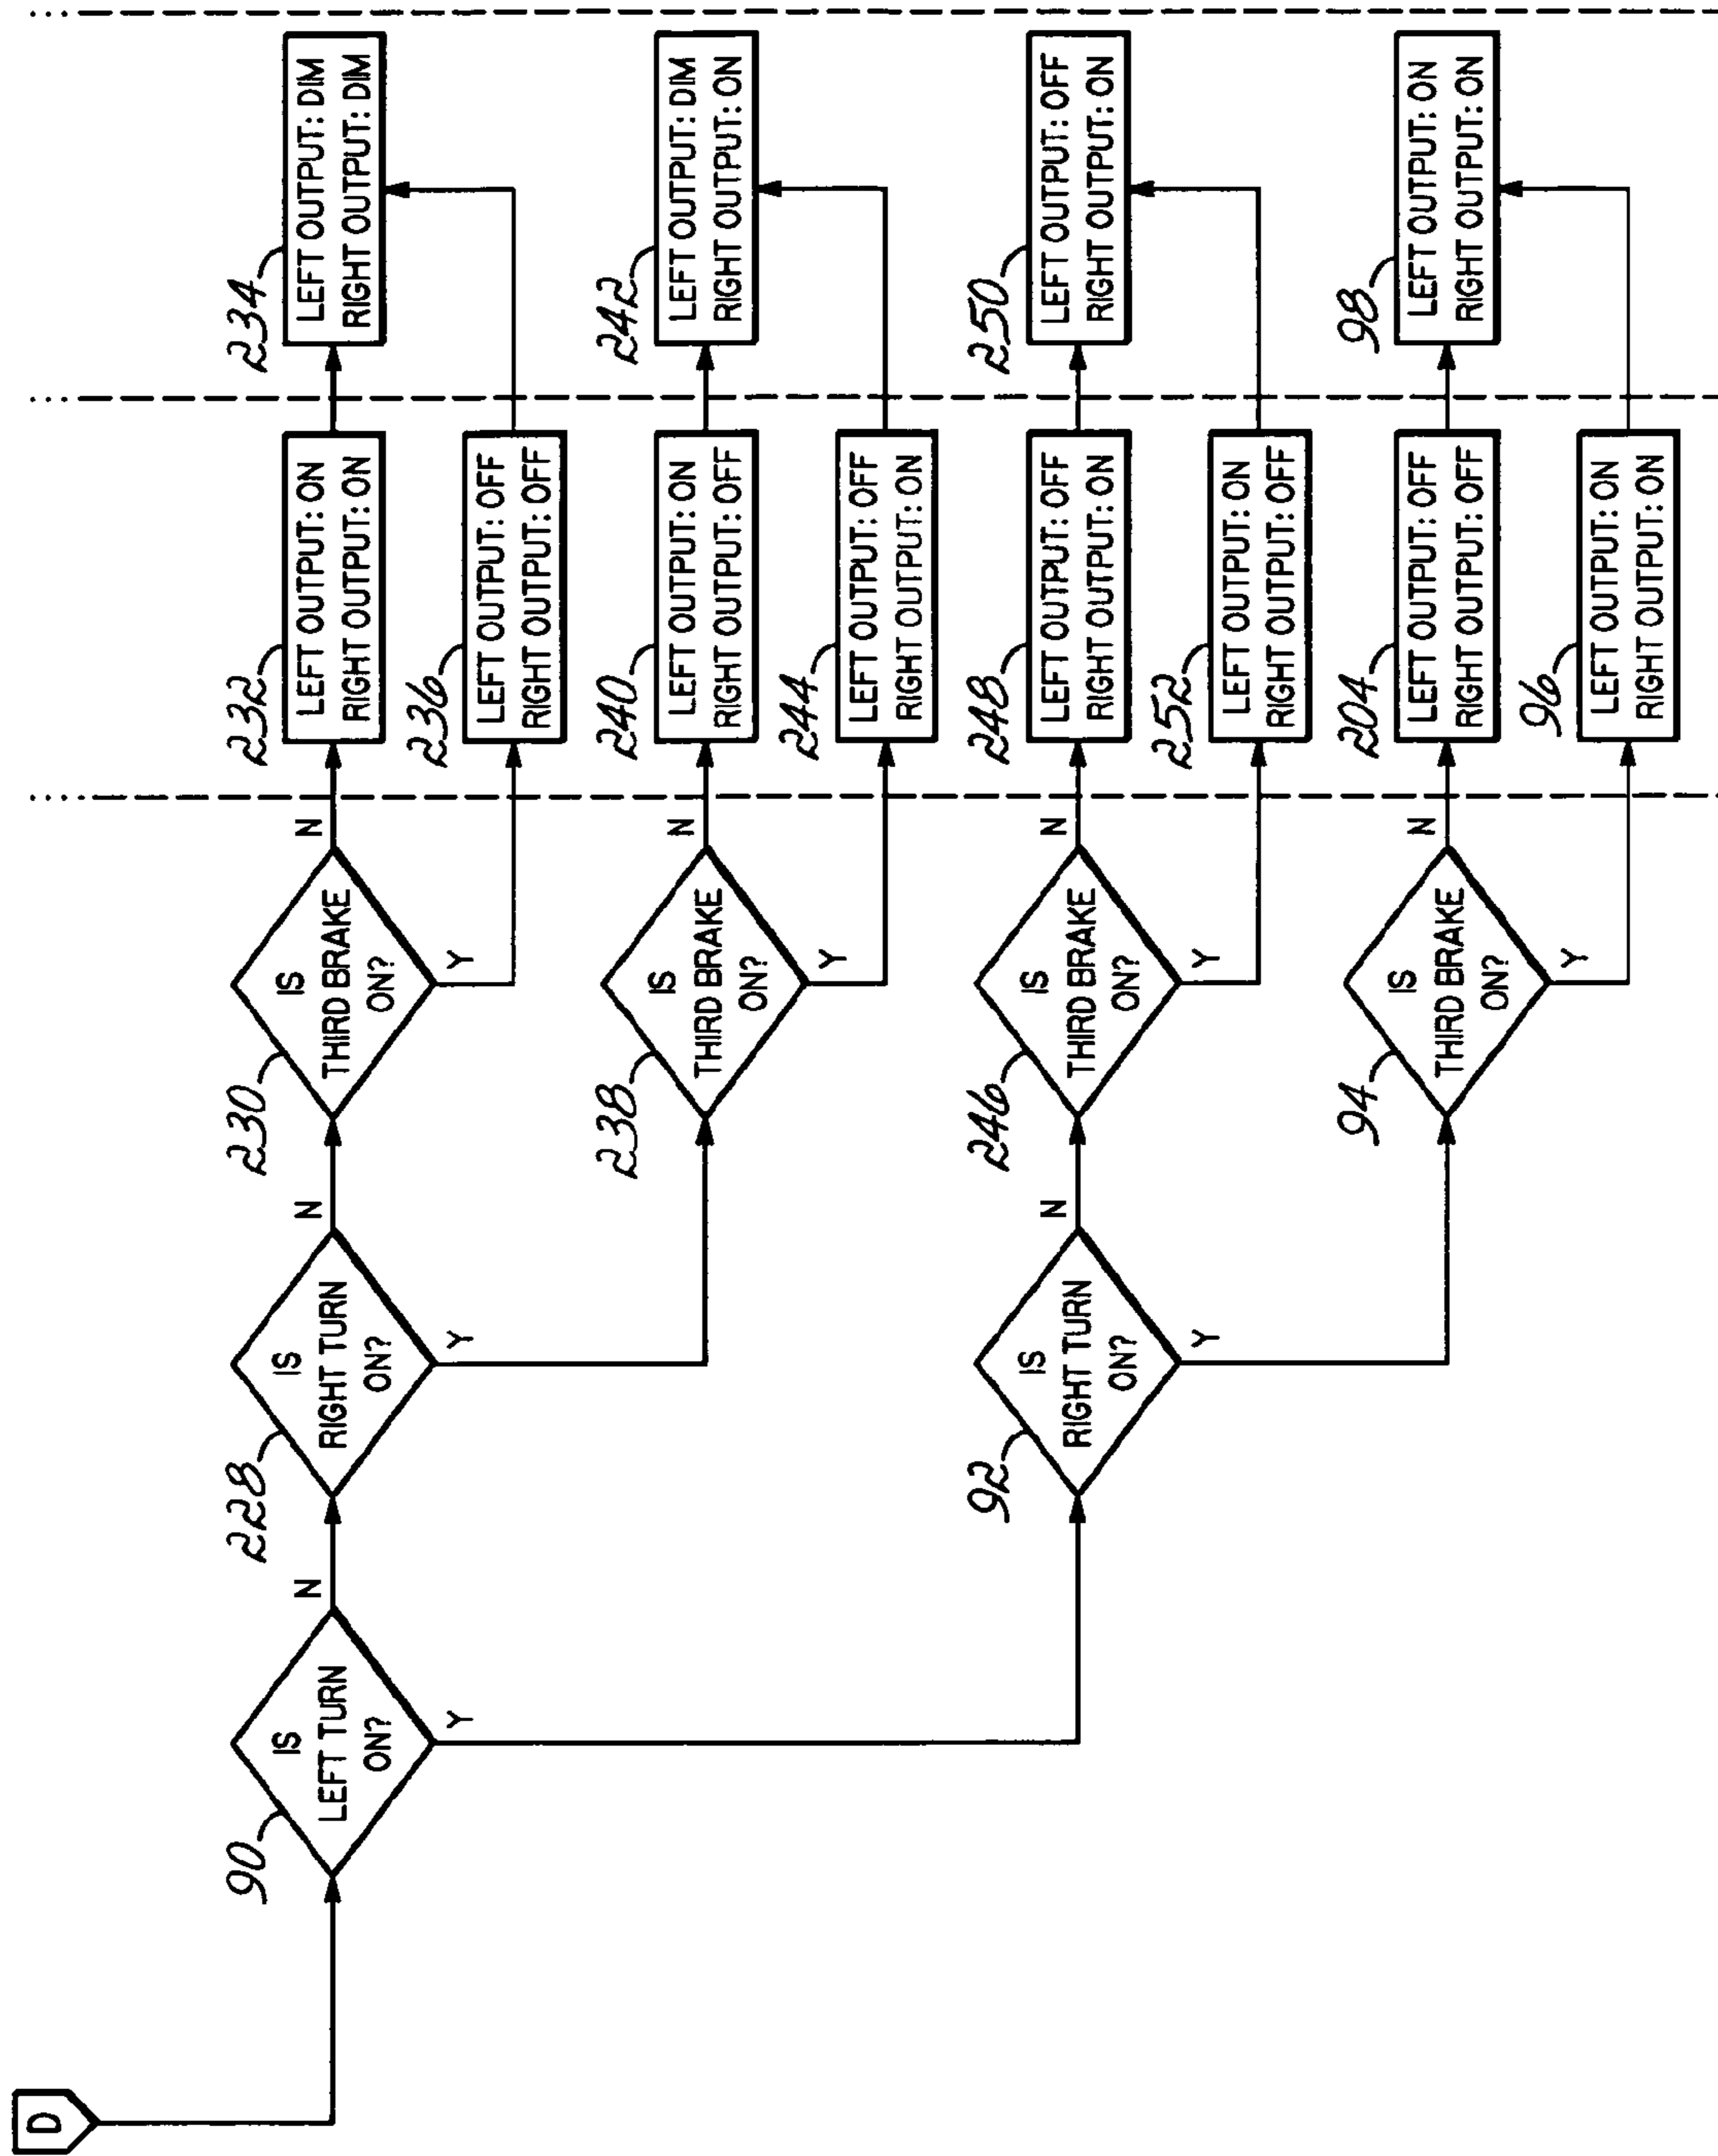 D
90
IS
LEFT TURN
ON?
N
Y
228
IS
RIGHT TURN
ON?
N
Y
230
IS
THIRD BRAKE
ON?
N
Y
232
LEFT OUTPUT: ON
RIGHT OUTPUT: ON
234
LEFT OUTPUT: DIM
RIGHT OUTPUT: DIM
236
LEFT OUTPUT: OFF
RIGHT OUTPUT: OFF
238
IS
THIRD BRAKE
ON?
N
Y
240
LEFT OUTPUT: ON
RIGHT OUTPUT: OFF
242
LEFT OUTPUT: DIM
RIGHT OUTPUT: ON
244
LEFT OUTPUT: OFF
RIGHT OUTPUT: ON
92
IS
RIGHT TURN
ON?
N
Y
246
IS
THIRD BRAKE
ON?
N
Y
248
LEFT OUTPUT: OFF
RIGHT OUTPUT: ON
250
LEFT OUTPUT: OFF
RIGHT OUTPUT: ON
252
LEFT OUTPUT: ON
RIGHT OUTPUT: OFF
94
IS
THIRD BRAKE
ON?
N
Y
204
LEFT OUTPUT: OFF
RIGHT OUTPUT: OFF
98
LEFT OUTPUT: ON
RIGHT OUTPUT: ON
96
LEFT OUTPUT: ON
RIGHT OUTPUT: ON